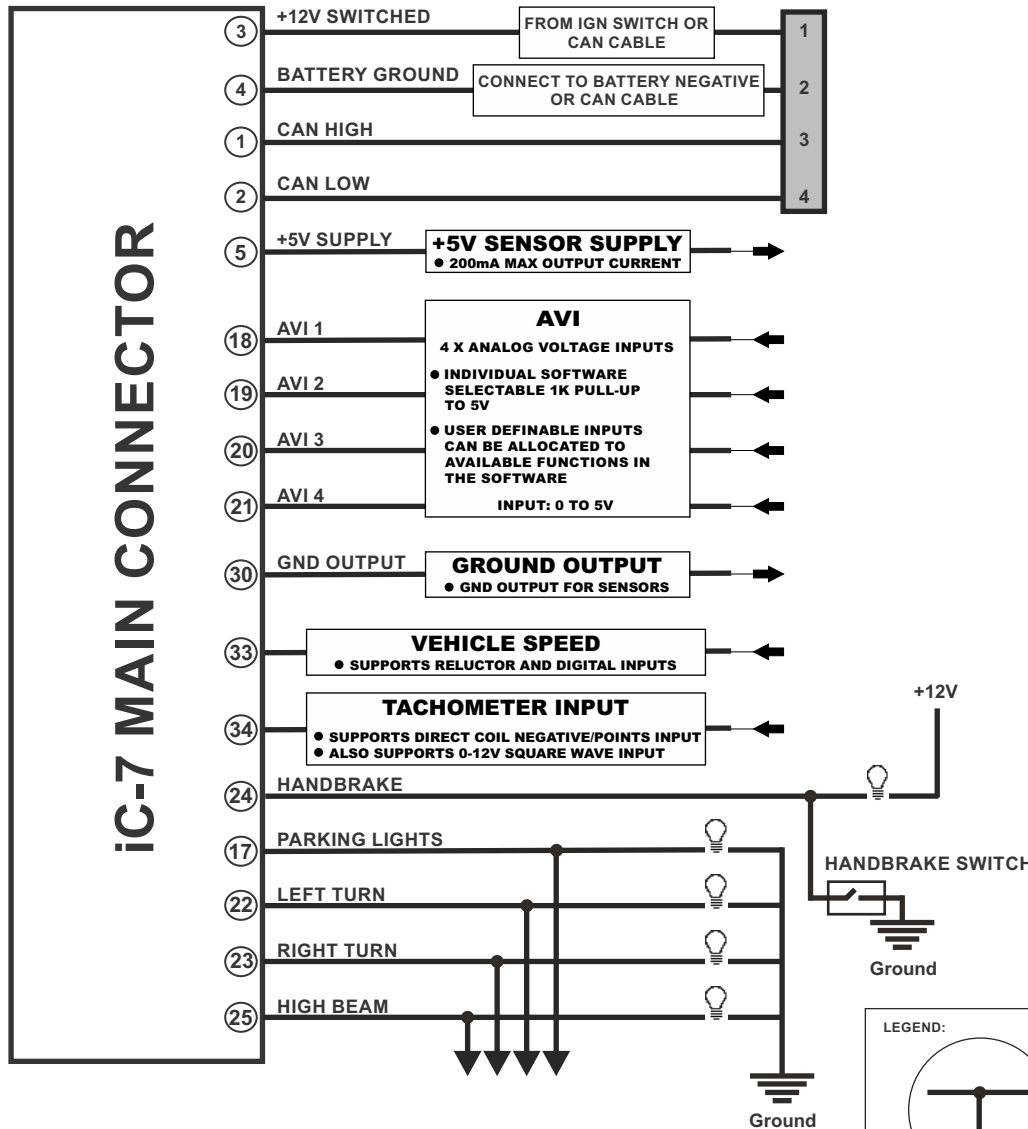 iC-7 MAIN CONNECTOR
3 +12V SWITCHED
FROM IGN SWITCH OR
CAN CABLE
1
4 BATTERY GROUND
CONNECT TO BATTERY NEGATIVE
OR CAN CABLE
2
1 CAN HIGH
3
2 CAN LOW
4
5 +5V SUPPLY
+5V SENSOR SUPPLY
● 200mA MAX OUTPUT CURRENT
18 AVI 1
19 AVI 2
20 AVI 3
21 AVI 4
AVI
4 X ANALOG VOLTAGE INPUTS
● INDIVIDUAL SOFTWARE
SELECTABLE 1K PULL-UP
TO 5V
● USER DEFINABLE INPUTS
CAN BE ALLOCATED TO
AVAILABLE FUNCTIONS IN
THE SOFTWARE
INPUT: 0 TO 5V
30 GND OUTPUT
GROUND OUTPUT
● GND OUTPUT FOR SENSORS
33
VEHICLE SPEED
● SUPPORTS RELUCTOR AND DIGITAL INPUTS
34
TACHOMETER INPUT
● SUPPORTS DIRECT COIL NEGATIVE/POINTS INPUT
● ALSO SUPPORTS 0-12V SQUARE WAVE INPUT
+12V
24 HANDBRAKE
HANDBRAKE SWITCH
Ground
17 PARKING LIGHTS
22 LEFT TURN
23 RIGHT TURN
25 HIGH BEAM
Ground
LEGEND: